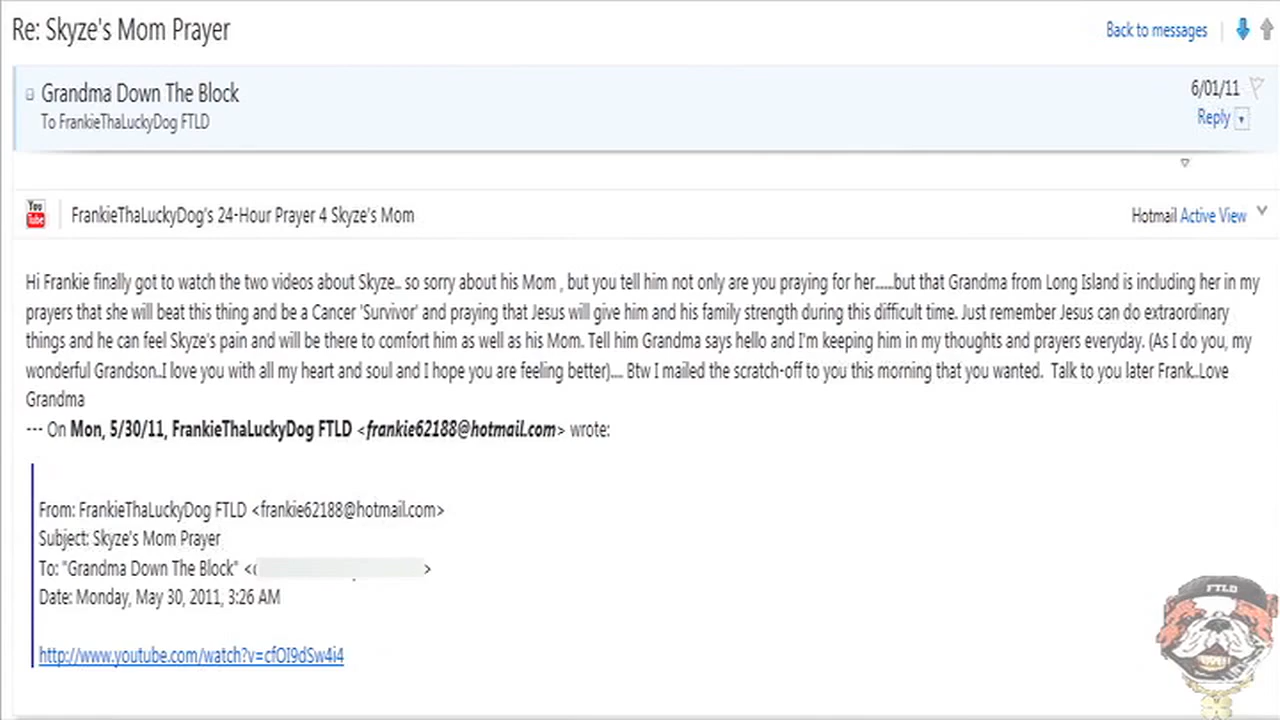 Re: Skyze's Mom Prayer
Back to messages
Grandma Down The Block
6/01/11
To FrankieThaLuckyDog FTLD
Reply
You Tube
FrankieThaLuckyDog's 24-Hour Prayer 4 Skyze's Mom
Hotmail Active View
Hi Frankie finally got to watch the two videos about Skyze.. so sorry about his Mom , but you tell him not only are you praying for her......but that Grandma from Long Island is including her in my
prayers that she will beat this thing and be a Cancer 'Survivor' and praying that Jesus will give him and his family strength during this difficult time. Just remember Jesus can do extraordinary
things and he can feel Skyze's pain and will be there to comfort him as well as his Mom. Tell him Grandma says hello and I'm keeping him in my thoughts and prayers everyday. (As I do you, my
wonderful Grandson..I love you with all my heart and soul and I hope you are feeling better).... Btw I mailed the scratch-off to you this morning that you wanted. Talk to you later Frank..Love
Grandma
--- On Mon, 5/30/11, FrankieThaLuckyDog FTLD <frankie62188@hotmail.com> wrote:
From: FrankieThaLuckyDog FTLD <frankie62188@hotmail.com>
Subject: Skyze's Mom Prayer
To: "Grandma Down The Block" < >
Date: Monday, May 30, 2011, 3:26 AM
http://www.youtube.com/watch?v=cfOI9dSw4i4
FTLD